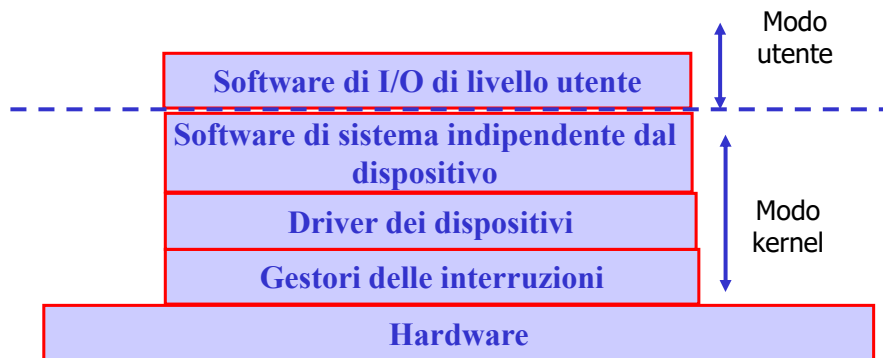 Modo
utente
Software di I/O di livello utente
Software di sistema indipendente dal
dispositivo
Driver dei dispositivi
Modo
kernel
Gestori delle interruzioni
Hardware